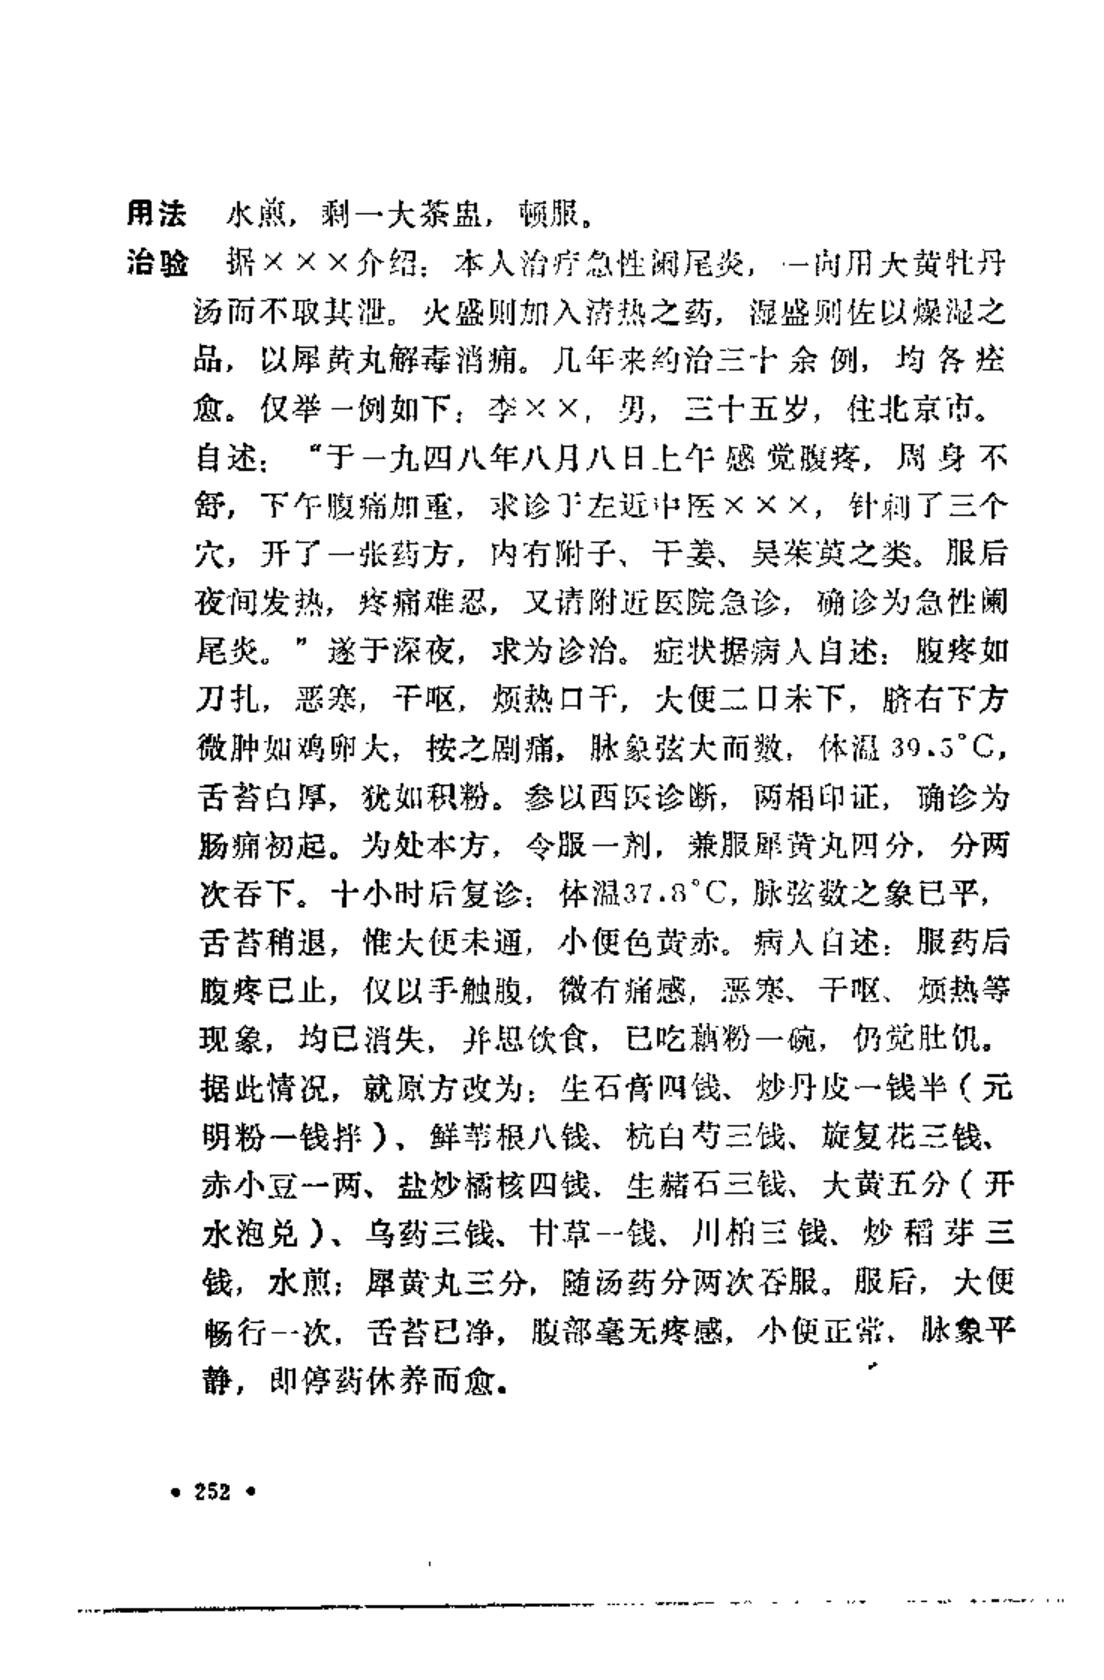 用法　水煎，剩一大茶盅，顿服。
治验　据×××介绍：本人治疗急性阑尾炎，一向用大黄牡丹
汤而不取其泄。火盛则加入清热之药，湿盛则佐以燥湿之
品，以犀黄丸解毒消痈。几年来约治三十余例，均各痊
愈。仅举一例如下：李××，男，三十五岁，住北京市。
自述：“于一九四八年八月八日上午感觉腹疼，周身不
舒，下午腹痛加重，求诊于左近中医×××，针刺了三个
穴，开了一张药方，内有附子、干姜、吴茱萸之类。服后
夜间发热，疼痛难忍，又请附近医院急诊，确诊为急性阑
尾炎。”遂于深夜，求为诊治。症状据病人自述：腹疼如
刀扎，恶寒，干呕，烦热口干，大便二日未下，脐右下方
微肿如鸡卵大，按之剧痛，脉象弦大而数，体温39.5°C，
舌苔白厚，犹如积粉。参以西医诊断，两相印证，确诊为
肠痈初起。为处本方，令服一剂，兼服犀黄丸四分，分两
次吞下。十小时后复诊：体温37.8°C，脉弦数之象已平，
舌苔稍退，惟大便未通，小便色黄赤。病人自述：服药后
腹疼已止，仅以手触腹，微有痛感，恶寒、干呕、烦热等
现象，均已消失，并思饮食，已吃藕粉一碗，仍觉肚饥。
据此情况，就原方改为：生石膏四钱、炒丹皮一钱半（元
明粉一钱拌）、鲜苇根八钱、杭白芍三钱、旋复花三钱、
赤小豆一两、盐炒橘核四钱、生赭石三钱、大黄五分（开
水泡兑）、乌药三钱、甘草一钱、川柏三钱、炒稻芽三
钱，水煎；犀黄丸三分，随汤药分两次吞服。服后，大便
畅行一次，舌苔已净，腹部毫无疼感，小便正常，脉象平
静，即停药休养而愈。
• 252 •